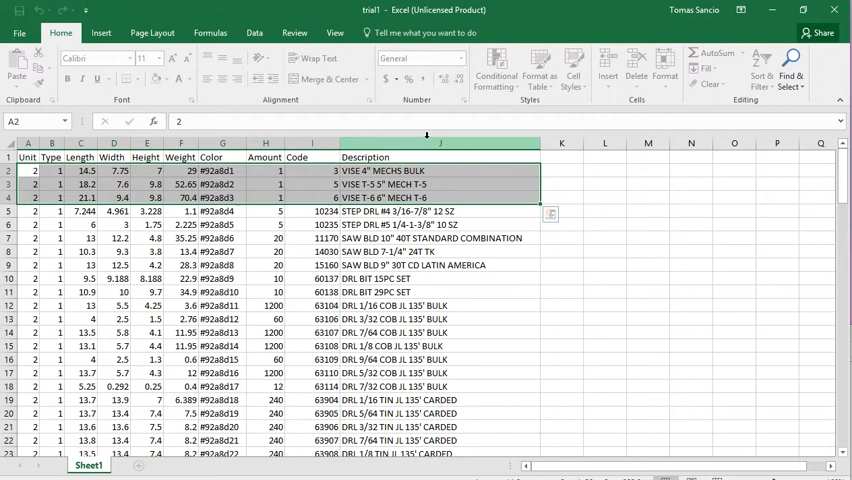 trial1 - Excel (Unlicensed Product)
Tomas Sancio
File Home Insert Page Layout Formulas Data Review View Tell me what you want to do Share
Calibri 11 Wrap Text General AutoSum
Paste B I U Merge & Center $ % Conditional Formatting Format as Table Cell Styles Insert Delete Format Fill Clear Sort & Filter Find & Select
Clipboard Font Alignment Number Styles Cells Editing
A2 fx 2
A B C D E F G H I J K L M N O P Q
1 Unit Type Length Width Height Weight Color Amount Code Description
2 2 1 14.5 7.75 7 29 #92a8d1 1 3 VISE 4" MECHS BULK
3 2 1 18.2 7.6 9.8 52.65 #92a8d2 1 5 VISE T-5 5" MECH T-5
4 2 1 21.1 9.4 9.8 70.4 #92a8d3 1 6 VISE T-6 6" MECH T-6
5 2 1 7.244 4.961 3.228 1.1 #92a8d4 5 10234 STEP DRL #4 3/16-7/8" 12 SZ
6 2 1 6 3 1.75 2.225 #92a8d5 5 10235 STEP DRL #5 1/4-1-3/8" 10 SZ
7 2 1 13 12.2 4.8 35.25 #92a8d6 20 11170 SAW BLD 10" 40T STANDARD COMBINATION
8 2 1 10.3 9.3 3.8 13.4 #92a8d7 20 14030 SAW BLD 7-1/4" 24T TK
9 2 1 13 12.5 4.2 28.3 #92a8d8 20 15160 SAW BLD 9" 30T CD LATIN AMERICA
10 2 1 9.5 9.188 8.188 22.9 #92a8d9 10 60137 DRL BIT 15PC SET
11 2 1 10.9 10 9.7 34.9 #92a8d10 10 60138 DRL BIT 29PC SET
12 2 1 13 5.5 4.25 3.6 #92a8d11 1200 63104 DRL 1/16 COB JL 135' BULK
13 2 1 4 2.5 1.5 2.76 #92a8d12 60 63106 DRL 3/32 COB JL 135' BULK
14 2 1 13.5 5.8 4.1 11.95 #92a8d13 1200 63107 DRL 7/64 COB JL 135' BULK
15 2 1 13.1 5.7 4.4 11.95 #92a8d14 1200 63108 DRL 1/8 COB JL 135' BULK
16 2 1 4 2.5 1.3 0.6 #92a8d15 60 63109 DRL 9/64 COB JL 135' BULK
17 2 1 13.7 5.7 4.3 12 #92a8d16 1200 63110 DRL 5/32 COB JL 135' BULK
18 2 1 5.25 0.292 0.25 0.4 #92a8d17 12 63114 DRL 7/32 COB JL 135' BULK
19 2 1 13.7 13.9 7 6.389 #92a8d18 240 63904 DRL 1/16 TIN JL 135' CARDED
20 2 1 13.7 13.4 7.4 7.5 #92a8d19 240 63905 DRL 5/64 TIN JL 135' CARDED
21 2 1 13.6 13.4 7.5 8.2 #92a8d20 240 63906 DRL 3/32 TIN JL 135' CARDED
22 2 1 13.8 13.4 7.4 8.2 #92a8d21 240 63907 DRL 7/64 TIN JL 135' CARDED
23 2 1 13.5 13.4 7.5 8.2 #92a8d22 240 63908 DRL 1/8 TIN JL 135' CARDED
Sheet1